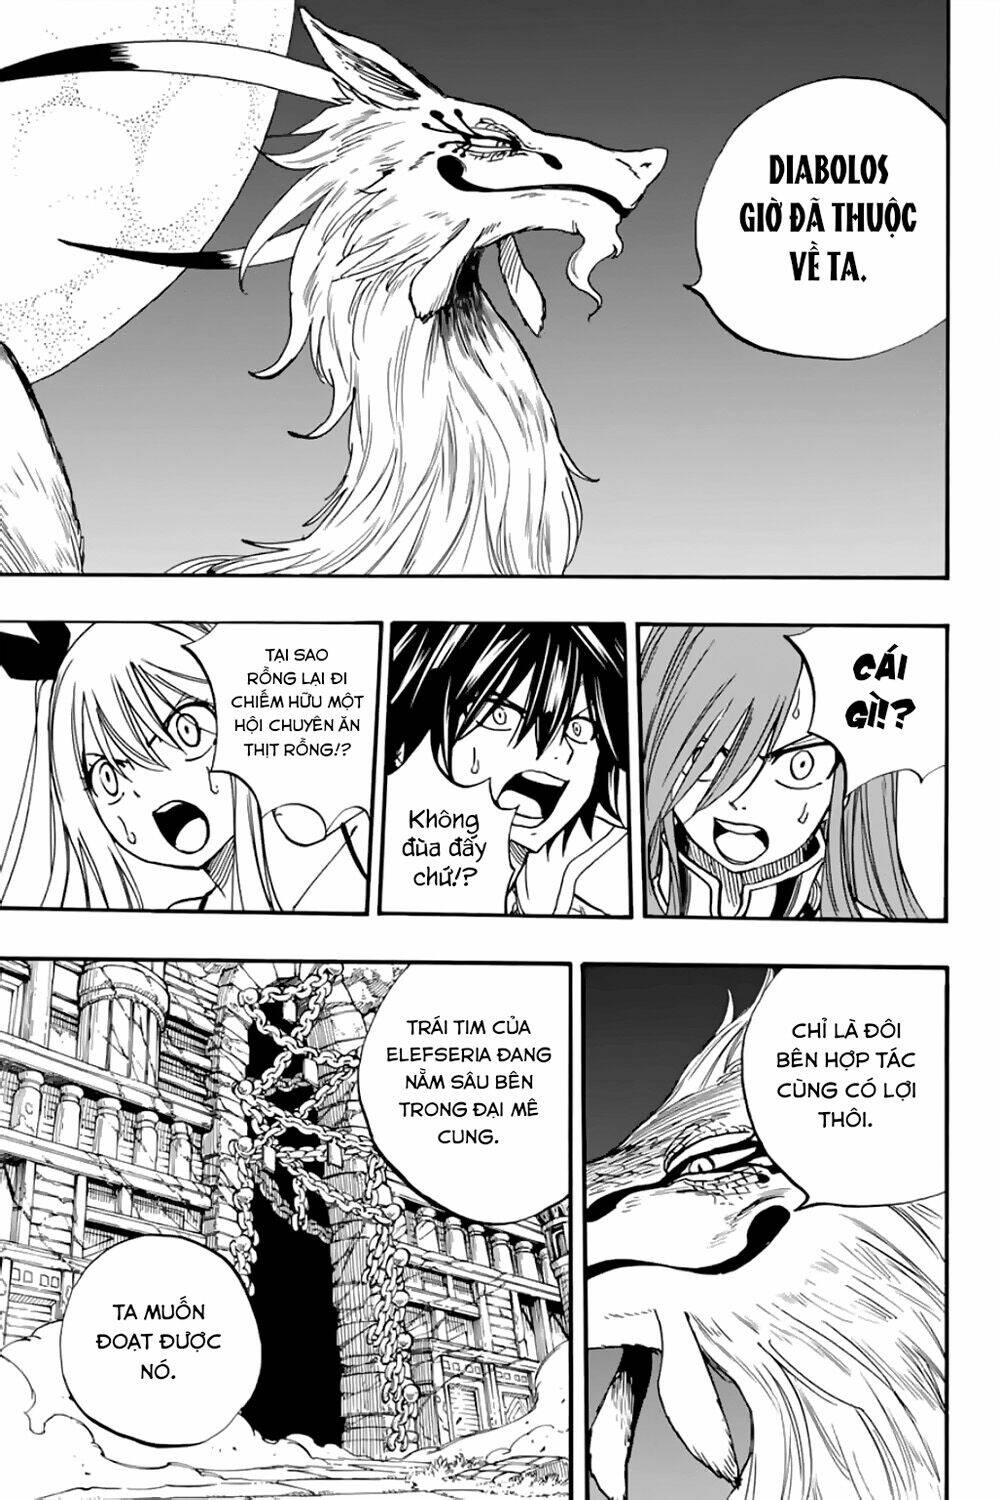 DIABOLOS
GIỜ ĐÃ THUỘC
VỀ TA.
CÁI
GÌ!?
Không
đùa đấy
chứ!?
TẠI SAO
RỒNG LẠI ĐI
CHIẾM HỮU MỘT
HỘI CHUYÊN ĂN
THỊT RỒNG!?
CHỈ LÀ ĐÔI
BÊN HỢP TÁC
CÙNG CÓ LỢI
THÔI.
TRÁI TIM CỦA
ELEFSERIA ĐANG
NẰM SÂU BÊN
TRONG ĐẠI MÊ
CUNG.
TA MUỐN
ĐOẠT ĐƯỢC
NÓ.